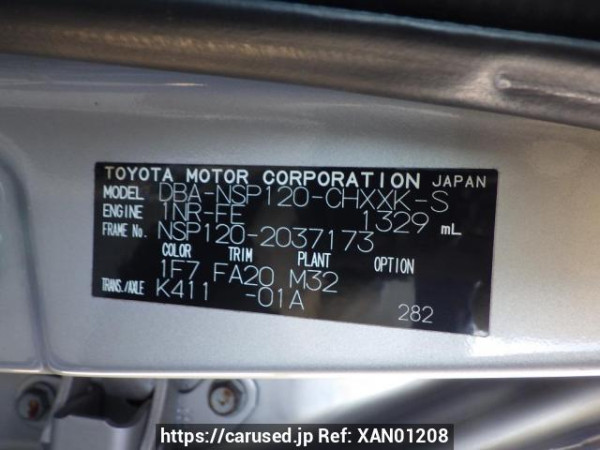 TOYOTA MOTOR CORPORATION JAPAN
MODEL DBA-NSP120-CHXXK-S
ENGINE 1NR-FE 1329 mL
FRAME No. NSP120-2037173
COLOR TRIM PLANT OPTION
1F7 FA20 M32
TRANS./AXLE K411 -01A
282
https://carused.jp Ref: XAN01208